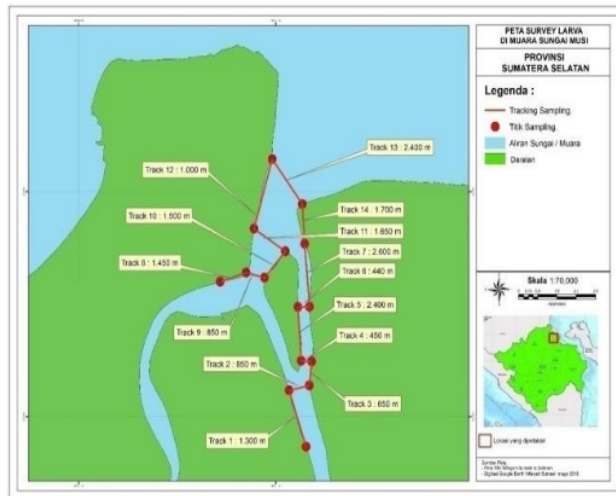 PETA SURVEY LARVA
DI MUARA SUNGAI MUSI
PROVINSI
SUMATERA SELATAN
Legenda :
Tracking Sampling
Titik Sampling
Aliran Sungai / Muara
Daratan
Skala 1:70,000
Lokasi yang dipetakan
Sumber Peta:
Track 13 : 2.400 m
Track 12 : 1.000 m
Track 14 : 1.700 m
Track 10 : 1.600 m
Track 11 : 1.650 m
Track 7 : 2.600 m
Track 8 : 1.450 m
Track 6 : 440 m
Track 5 : 2.400 m
Track 9 : 850 m
Track 4 : 450 m
Track 2 : 850 m
Track 3 : 650 m
Track 1 : 1.300 m